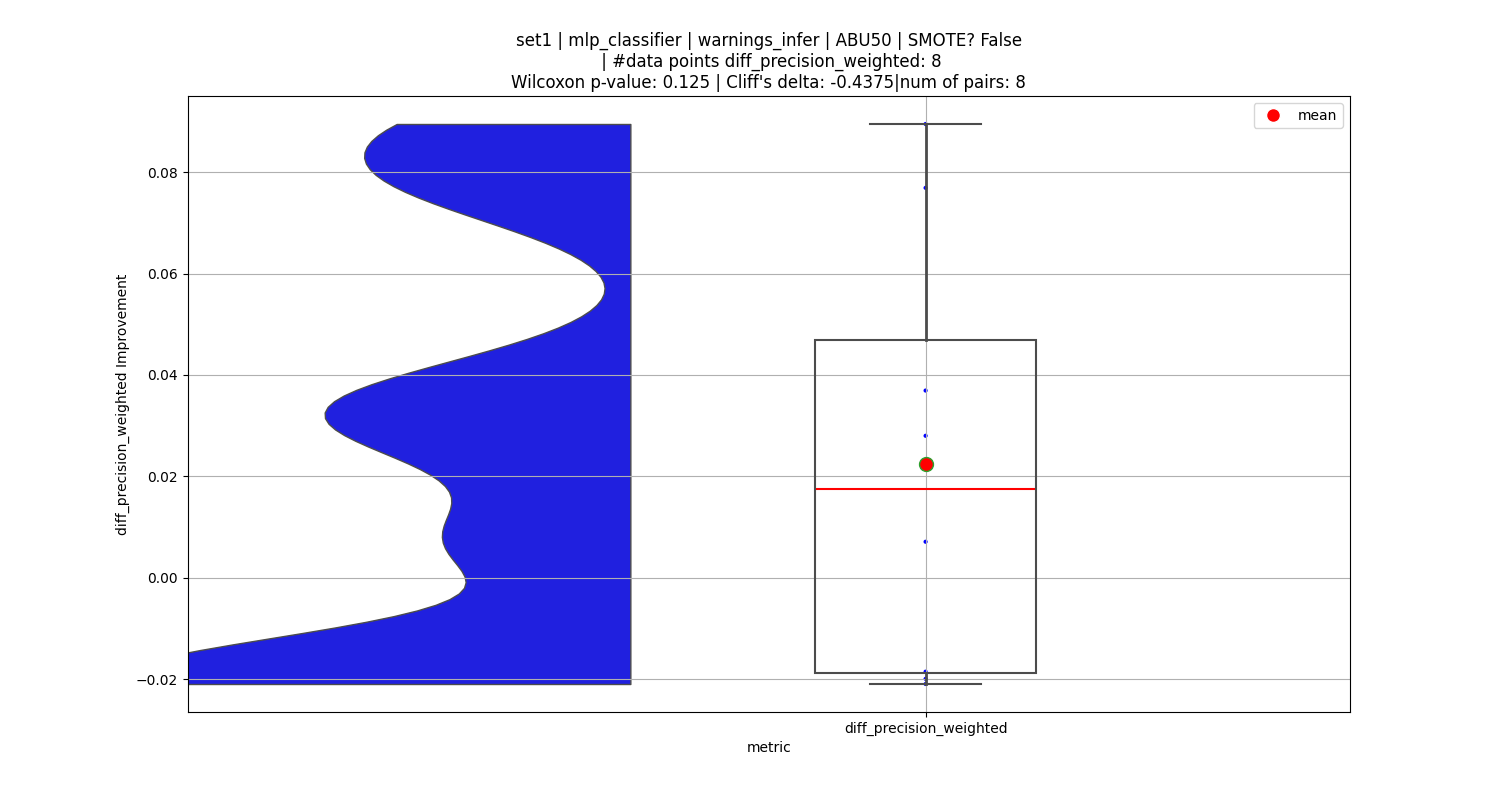 set1 | mlp_classifier | warnings_infer | ABU50 | SMOTE? False
| #data points diff_precision_weighted: 8
Wilcoxon p-value: 0.125 | Cliff's delta: -0.4375|num of pairs: 8
mean
0.08
0.06
0.04
0.02
0.00
−0.02
diff_precision_weighted Improvement
diff_precision_weighted
metric